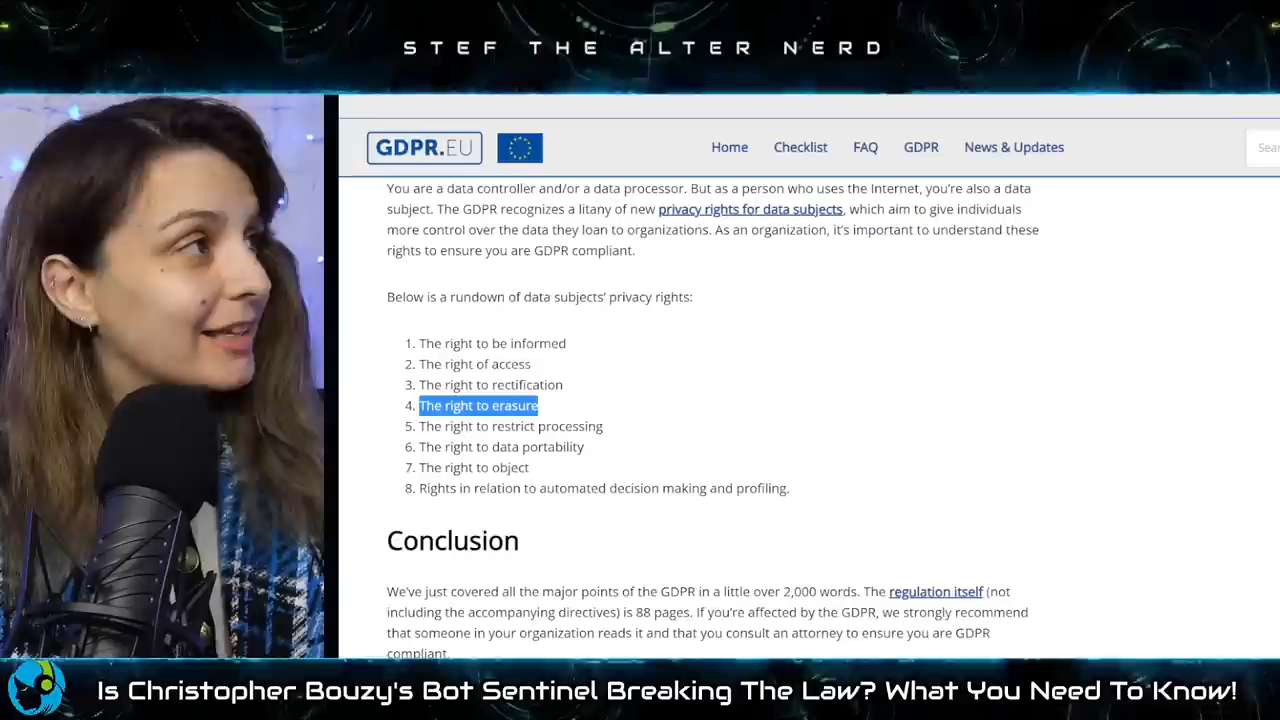 STEF THE ALTER NERD
GDPR.EU
Home
Checklist
FAQ
GDPR
News & Updates
Sear
You are a data controller and/or a data processor. But as a person who uses the Internet, you're also a data
subject. The GDPR recognizes a litany of new privacy rights for data subjects, which aim to give individuals
more control over the data they loan to organizations. As an organization, it's important to understand these
rights to ensure you are GDPR compliant.
Below is a rundown of data subjects' privacy rights:
1. The right to be informed
2. The right of access
3. The right to rectification
4. The right to erasure
5. The right to restrict processing
6. The right to data portability
7. The right to object
8. Rights in relation to automated decision making and profiling.
Conclusion
We've just covered all the major points of the GDPR in a little over 2,000 words. The regulation itself (not
including the accompanying directives) is 88 pages. If you're affected by the GDPR, we strongly recommend
that someone in your organization reads it and that you consult an attorney to ensure you are GDPR
compliant.
Is Christopher Bouzy's Bot Sentinel Breaking The Law? What You Need To Know!